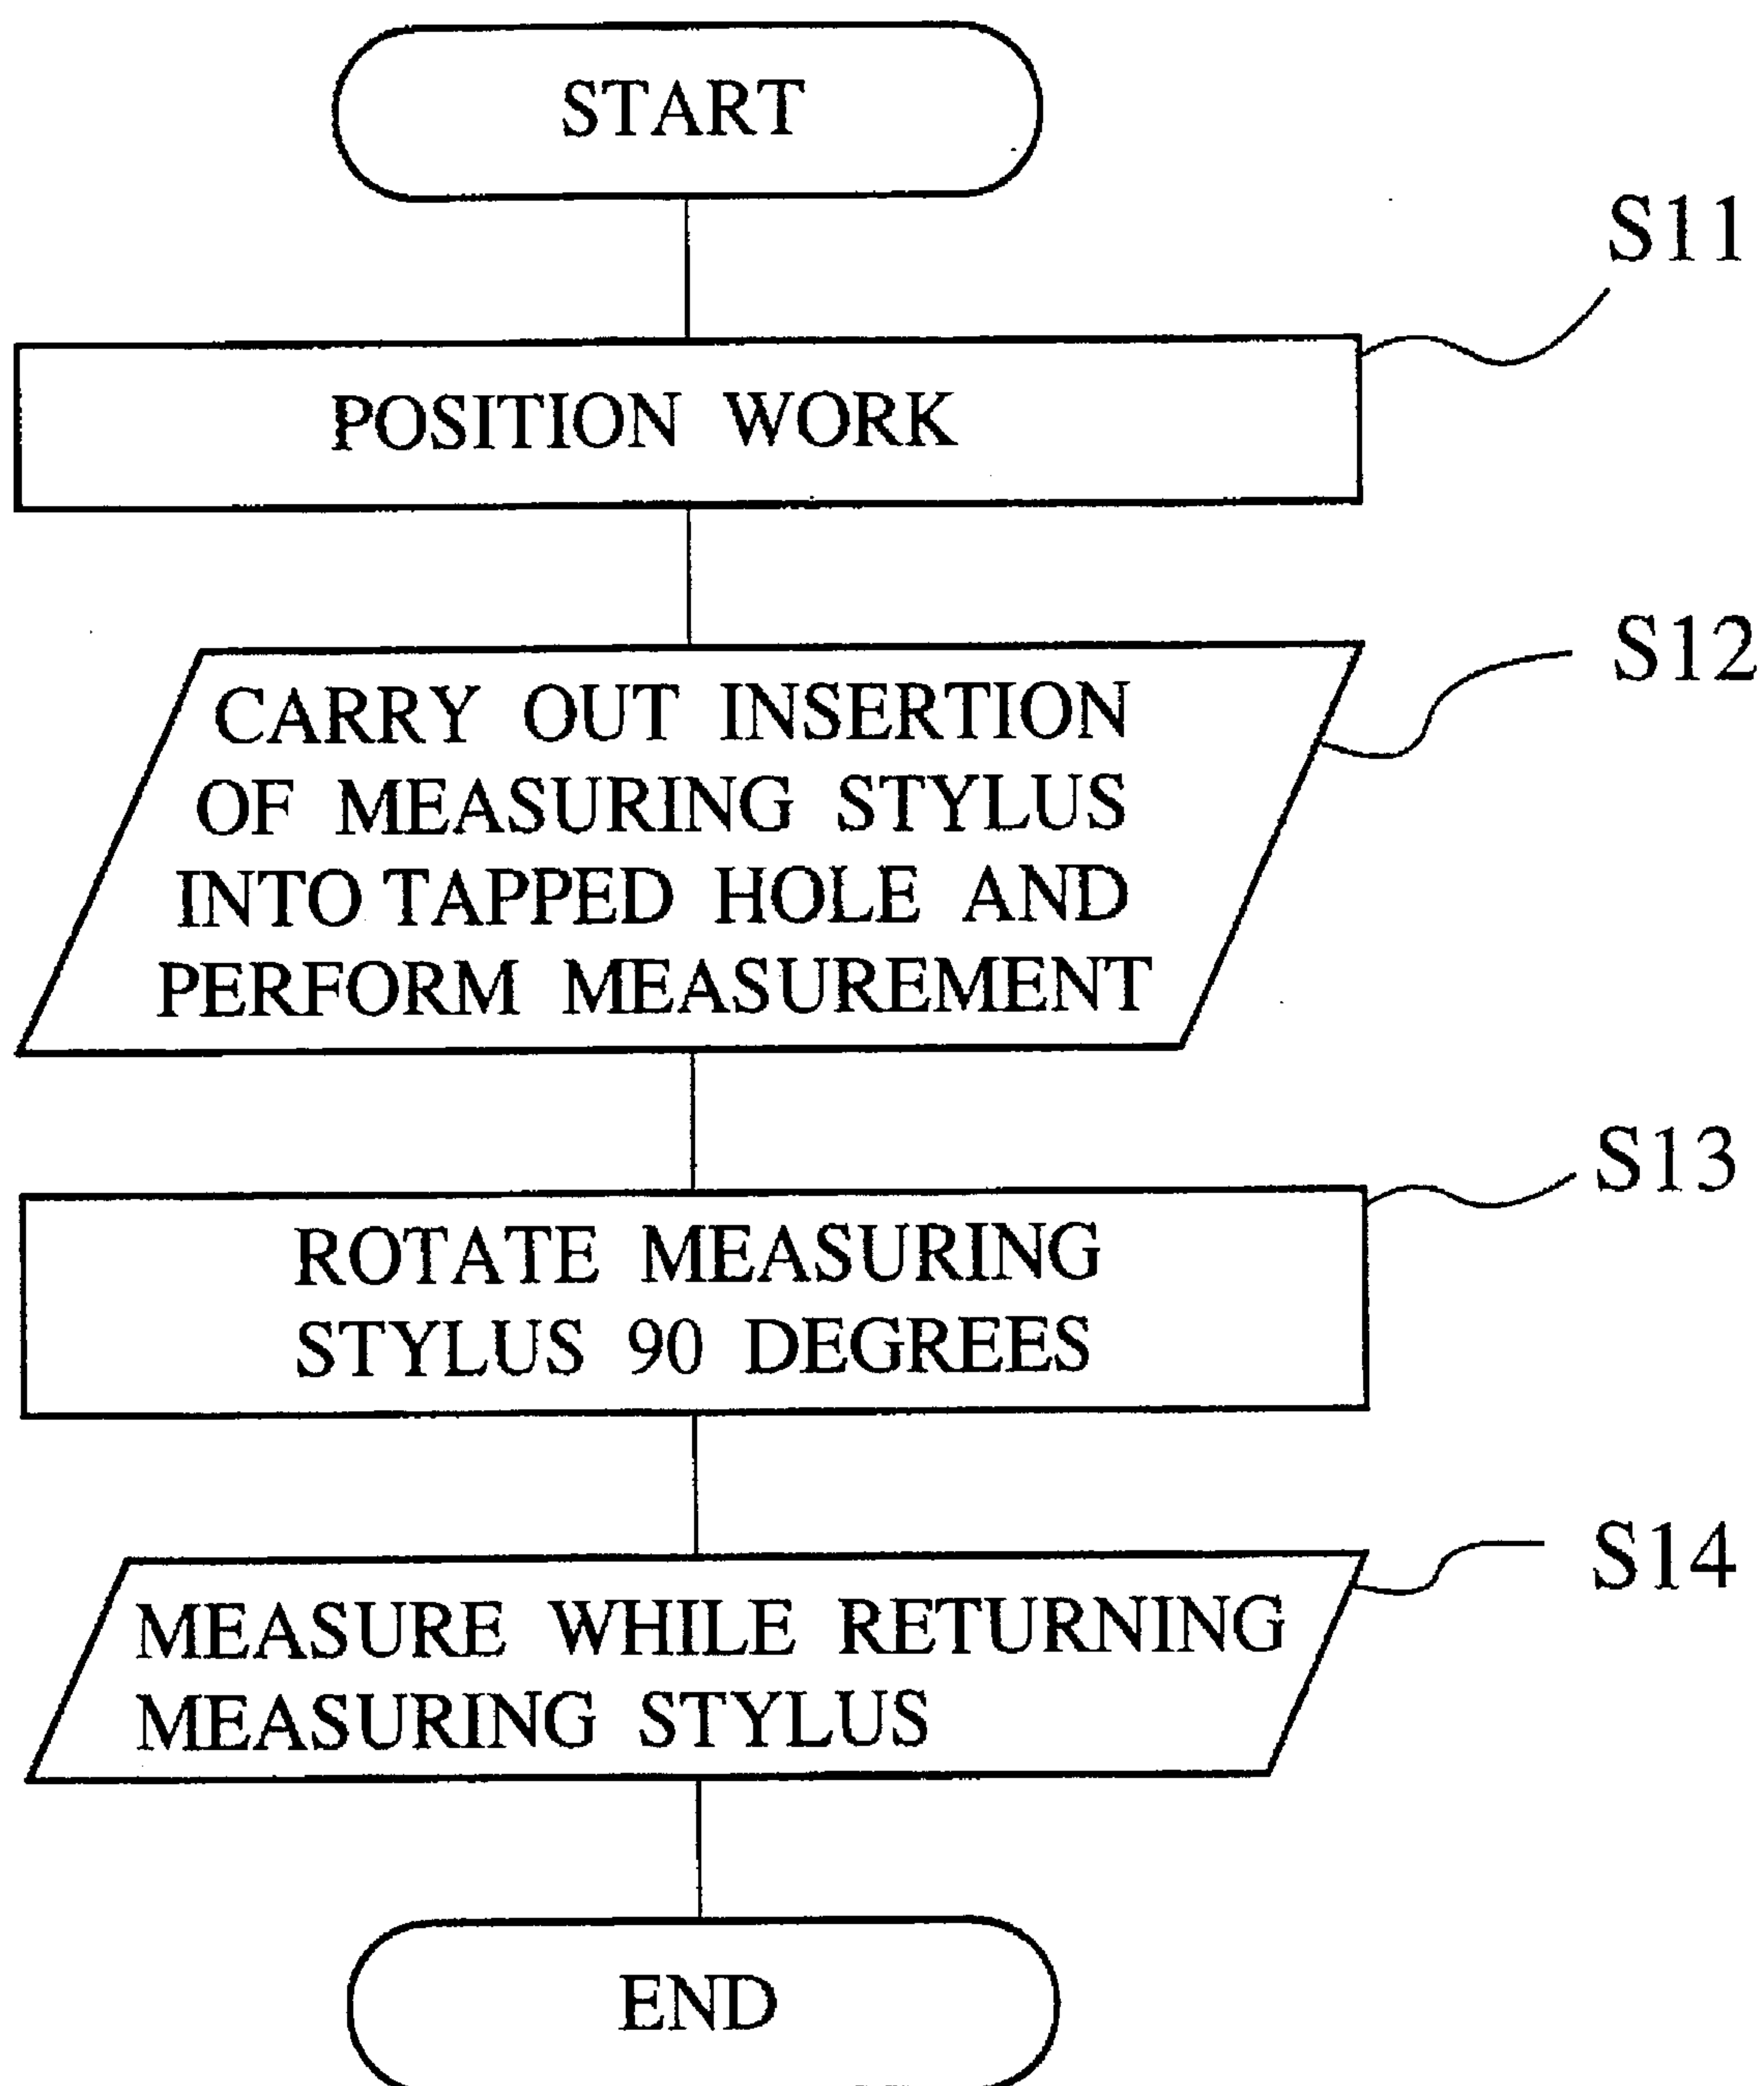 START
S11
POSITION WORK
S12
CARRY OUT INSERTION
OF MEASURING STYLUS
INTO TAPPED HOLE AND
PERFORM MEASUREMENT
S13
ROTATE MEASURING
STYLUS 90 DEGREES
S14
MEASURE WHILE RETURNING
MEASURING STYLUS
END